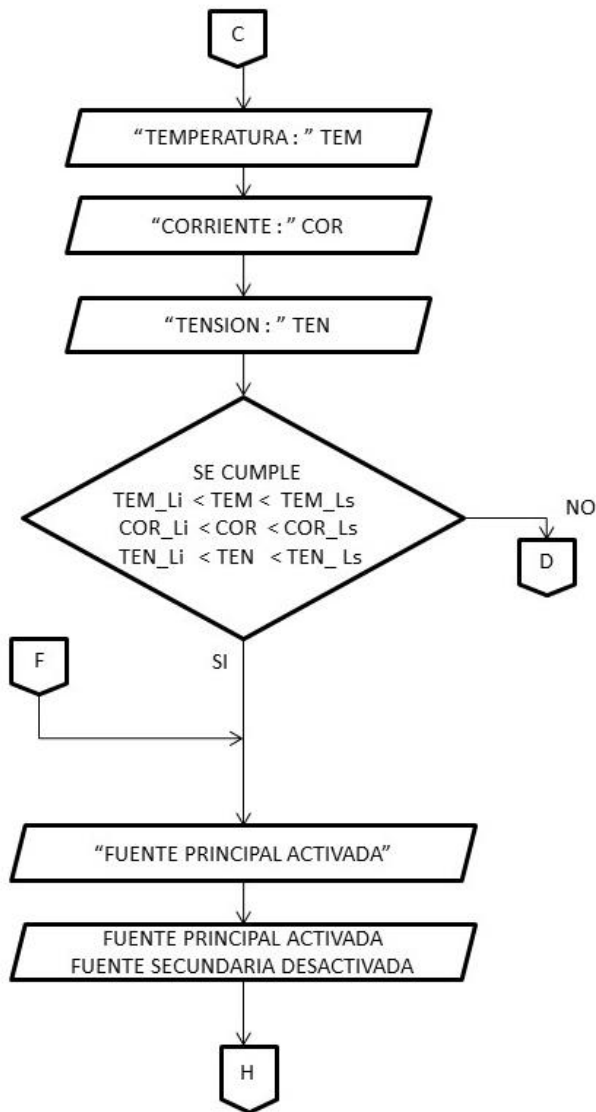 C
“TEMPERATURA : ” TEM
“CORRIENTE : ” COR
“TENSION : ” TEN
SE CUMPLE
TEM_Li < TEM < TEM_Ls
COR_Li < COR < COR_Ls
TEN_Li < TEN < TEN_ Ls
NO
D
SI
F
“FUENTE PRINCIPAL ACTIVADA”
FUENTE PRINCIPAL ACTIVADA
FUENTE SECUNDARIA DESACTIVADA
H